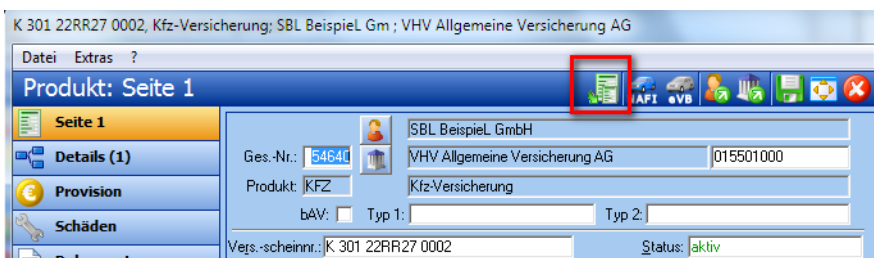 K 301 22RR27 0002, Kfz-Versicherung; SBL BeispieL Gm ; VHV Allgemeine Versicherung AG
Datei Extras ?
Produkt: Seite 1
NAFI eVB
Seite 1
SBL BeispieL GmbH
Details (1)
Ges.-Nr.: 54640 VHV Allgemeine Versicherung AG 015501000
Provision
Produkt: KFZ Kfz-Versicherung
bAV: Typ 1: Typ 2:
Schäden
Vers.-scheinnr.: K 301 22RR27 0002 Status: aktiv